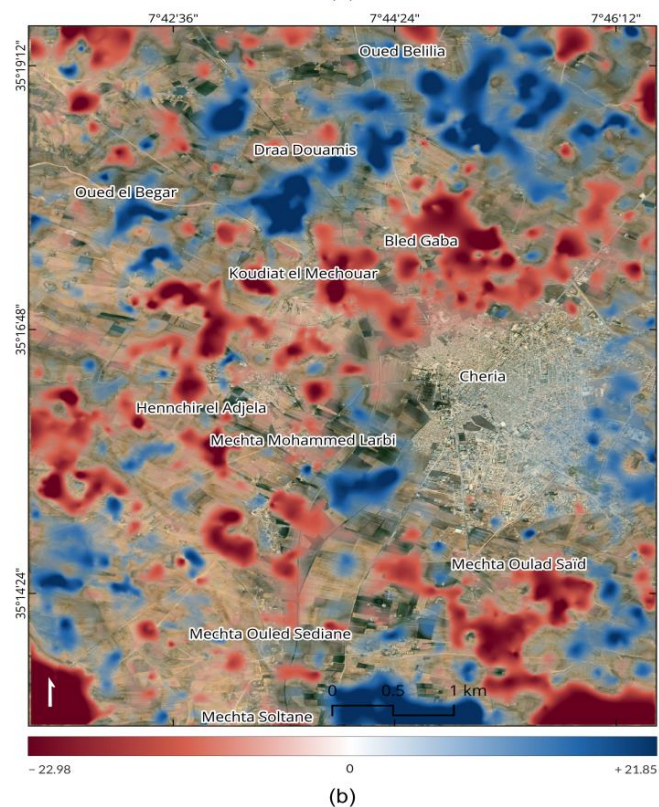 7°42'36"
7°44'24"
7°46'12"
35°19'12"
Oued Belilia
Draa Douamis
Oued el Begar
Bled Gaba
Koudiat el Mechouar
35°16'48"
Cheria
Hennchir el Adjela
Mechta Mohammed Larbi
Mechta Oulad Saïd
35°14'24"
Mechta Ouled Sediane
0 0.5 1 km
Mechta Soltane
− 22.98 0 + 21.85
(b)